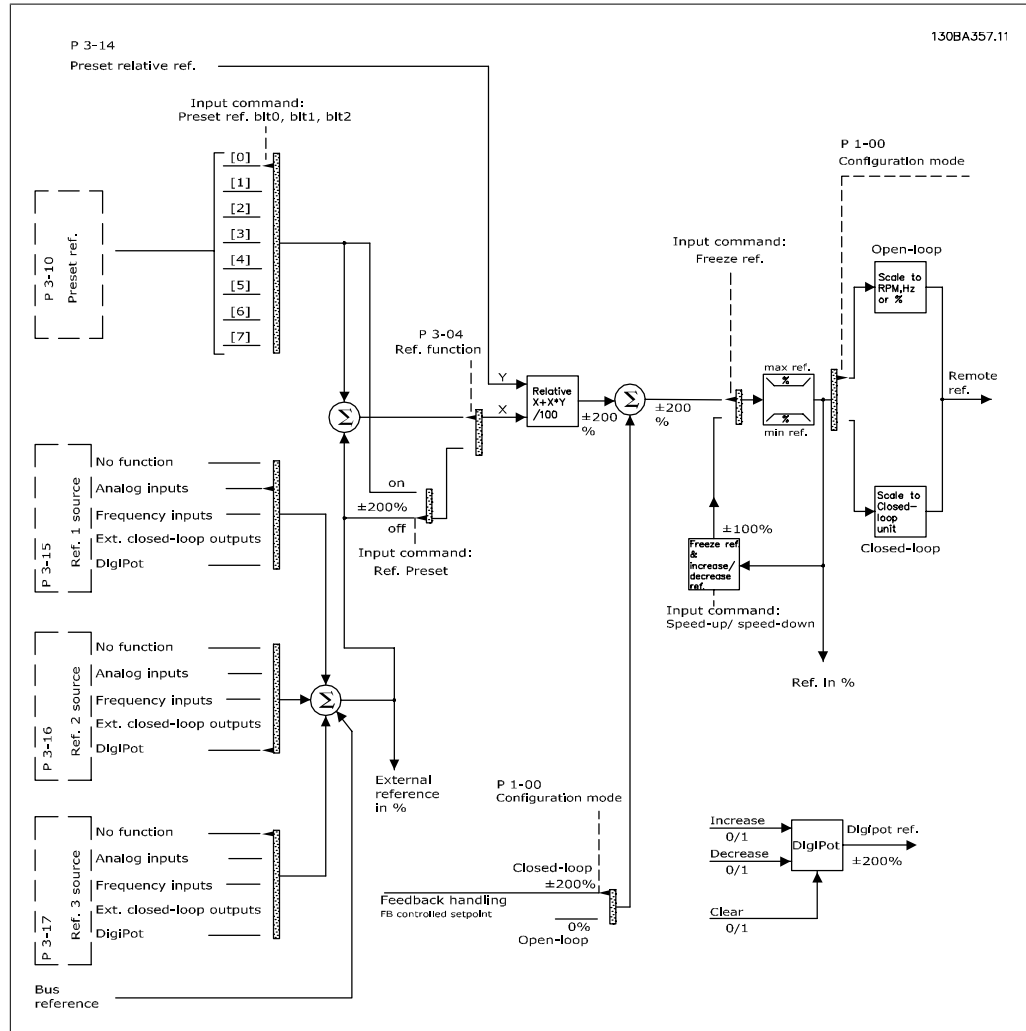 130BA357.11
P 3-14
Preset relative ref.
Input command:
Preset ref. bIt0, bIt1, bIt2
P 1-00
Configuration mode
[0]
[1]
[2]
[3]
[4]
[5]
[6]
[7]
P 3-10
Preset ref.
Input command:
Freeze ref.
Open-loop
Scale to
RPM,Hz
or %
P 3-04
Ref. function
Y
X
Relative
X+X*Y
/100
±200
%
Σ
±200
%
max ref.
%
%
min ref.
Remote
ref.
Σ
on
±200%
off
Input command:
Ref. Preset
±100%
Freeze ref.
&
increase/
decrease
ref.
Input command:
Speed-up/ speed-down
Scale to
Closed-
loop
unit
Closed-loop
Ref. In %
P 3-15
Ref. 1 source
No function
Analog inputs
Frequency inputs
Ext. closed-loop outputs
DIgIPot
P 3-16
Ref. 2 source
No function
Analog inputs
Frequency inputs
Ext. closed-loop outputs
DIgIPot
Σ
External
reference
in %
P 3-17
Ref. 3 source
No function
Analog inputs
Frequency inputs
Ext. closed-loop outputs
DigiPot
Bus
reference
P 1-00
Configuration mode
Closed-loop
±200%
Feedback handling
FB controlled setpoint
0%
Open-loop
Increase
0/1
Decrease
0/1
Clear
0/1
DIgIPot
DIgIpot ref.
±200%